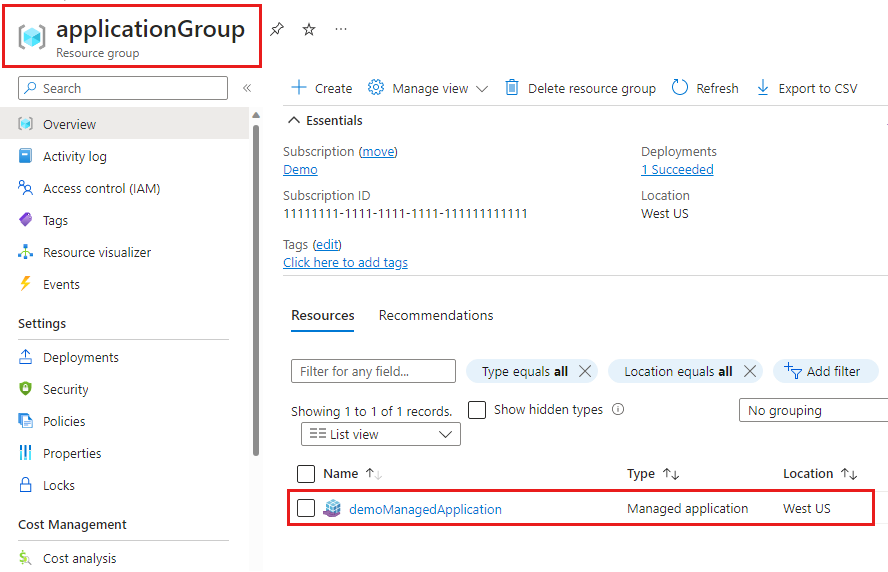 applicationGroup
Resource group
Search
Overview
Activity log
Access control (IAM)
Tags
Resource visualizer
Events
Settings
Deployments
Security
Policies
Properties
Locks
Cost Management
Cost analysis
Create Manage view Delete resource group Refresh Export to CSV
Essentials
Subscription (move)
Demo
Subscription ID
11111111-1111-1111-1111-111111111111
Tags (edit)
Click here to add tags
Deployments
1 Succeeded
Location
West US
Resources Recommendations
Filter for any field... Type equals all Location equals all Add filter
Showing 1 to 1 of 1 records. Show hidden types No grouping
List view
Name Type Location
demoManagedApplication Managed application West US